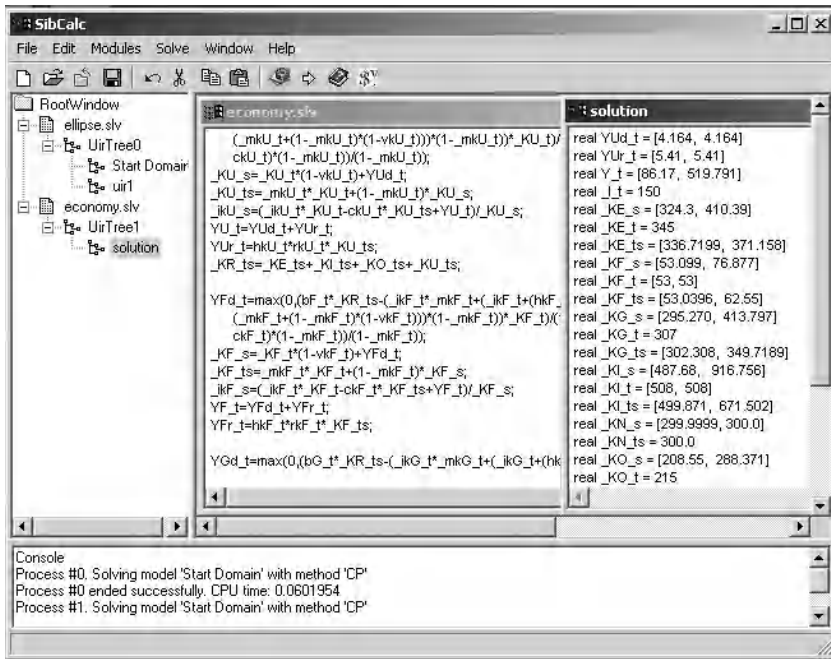 SibCalc
File Edit Modules Solve Window Help
RootWindow
ellipse.slv
UirTree0
Start Domair
uir1
economy.slv
UirTree1
solution
economy.slv
(_mkU_t+(1-_mkU_t)*(1-vkU_t)))*(1-_mkU_t))*_KU_t)/
ckU_t)*(1-_mkU_t))/(1-_mkU_t));
_KU_s=_KU_t*(1-vkU_t)+YUd_t;
_KU_ts=_mkU_t*_KU_t+(1-_mkU_t)*_KU_s;
_ikU_s=(_ikU_t*_KU_t-ckU_t*_KU_ts+YU_t)/_KU_s;
YU_t=YUd_t+YUr_t;
YUr_t=hkU_t*rkU_t*_KU_ts;
_KR_ts=_KE_ts+_KI_ts+_KO_ts+_KU_ts;
YFd_t=max(0,(bF_t*_KR_ts-(_ikF_t*_mkF_t+(_ikF_t+(hkF_
(_mkF_t+(1-_mkF_t)*(1-vkF_t)))*(1-_mkF_t))*_KF_t)/(
ckF_t)*(1-_mkF_t))/(1-_mkF_t));
_KF_s=_KF_t*(1-vkF_t)+YFd_t;
_KF_ts=_mkF_t*_KF_t+(1-_mkF_t)*_KF_s;
_ikF_s=(_ikF_t*_KF_t-ckF_t*_KF_ts+YF_t)/_KF_s;
YF_t=YFd_t+YFr_t;
YFr_t=hkF_t*rkF_t*_KF_ts;
YGd_t=max(0,(bG_t*_KR_ts-(_ikG_t*_mkG_t+(_ikG_t+(hk
solution
real YUd_t = [4.164, 4.164]
real YUr_t = [5.41, 5.41]
real Y_t = [86.17, 519.791]
real _I_t = 150
real _KE_s = [324.3, 410.39]
real _KE_t = 345
real _KE_ts = [336.7199, 371.158]
real _KF_s = [53.099, 76.877]
real _KF_t = [53, 53]
real _KF_ts = [53.0396, 62.55]
real _KG_s = [295.270, 413.797]
real _KG_t = 307
real _KG_ts = [302.308, 349.7189]
real _KI_s = [487.68, 916.756]
real _KI_t = [508, 508]
real _KI_ts = [499.871, 671.502]
real _KN_s = [299.9999, 300.0]
real _KN_ts = 300.0
real _KO_s = [208.55, 288.371]
real _KO_t = 215
Console
Process #0. Solving model 'Start Domain' with method 'CP'
Process #0 ended successfully. CPU time: 0.0601954
Process #1. Solving model 'Start Domain' with method 'CP'